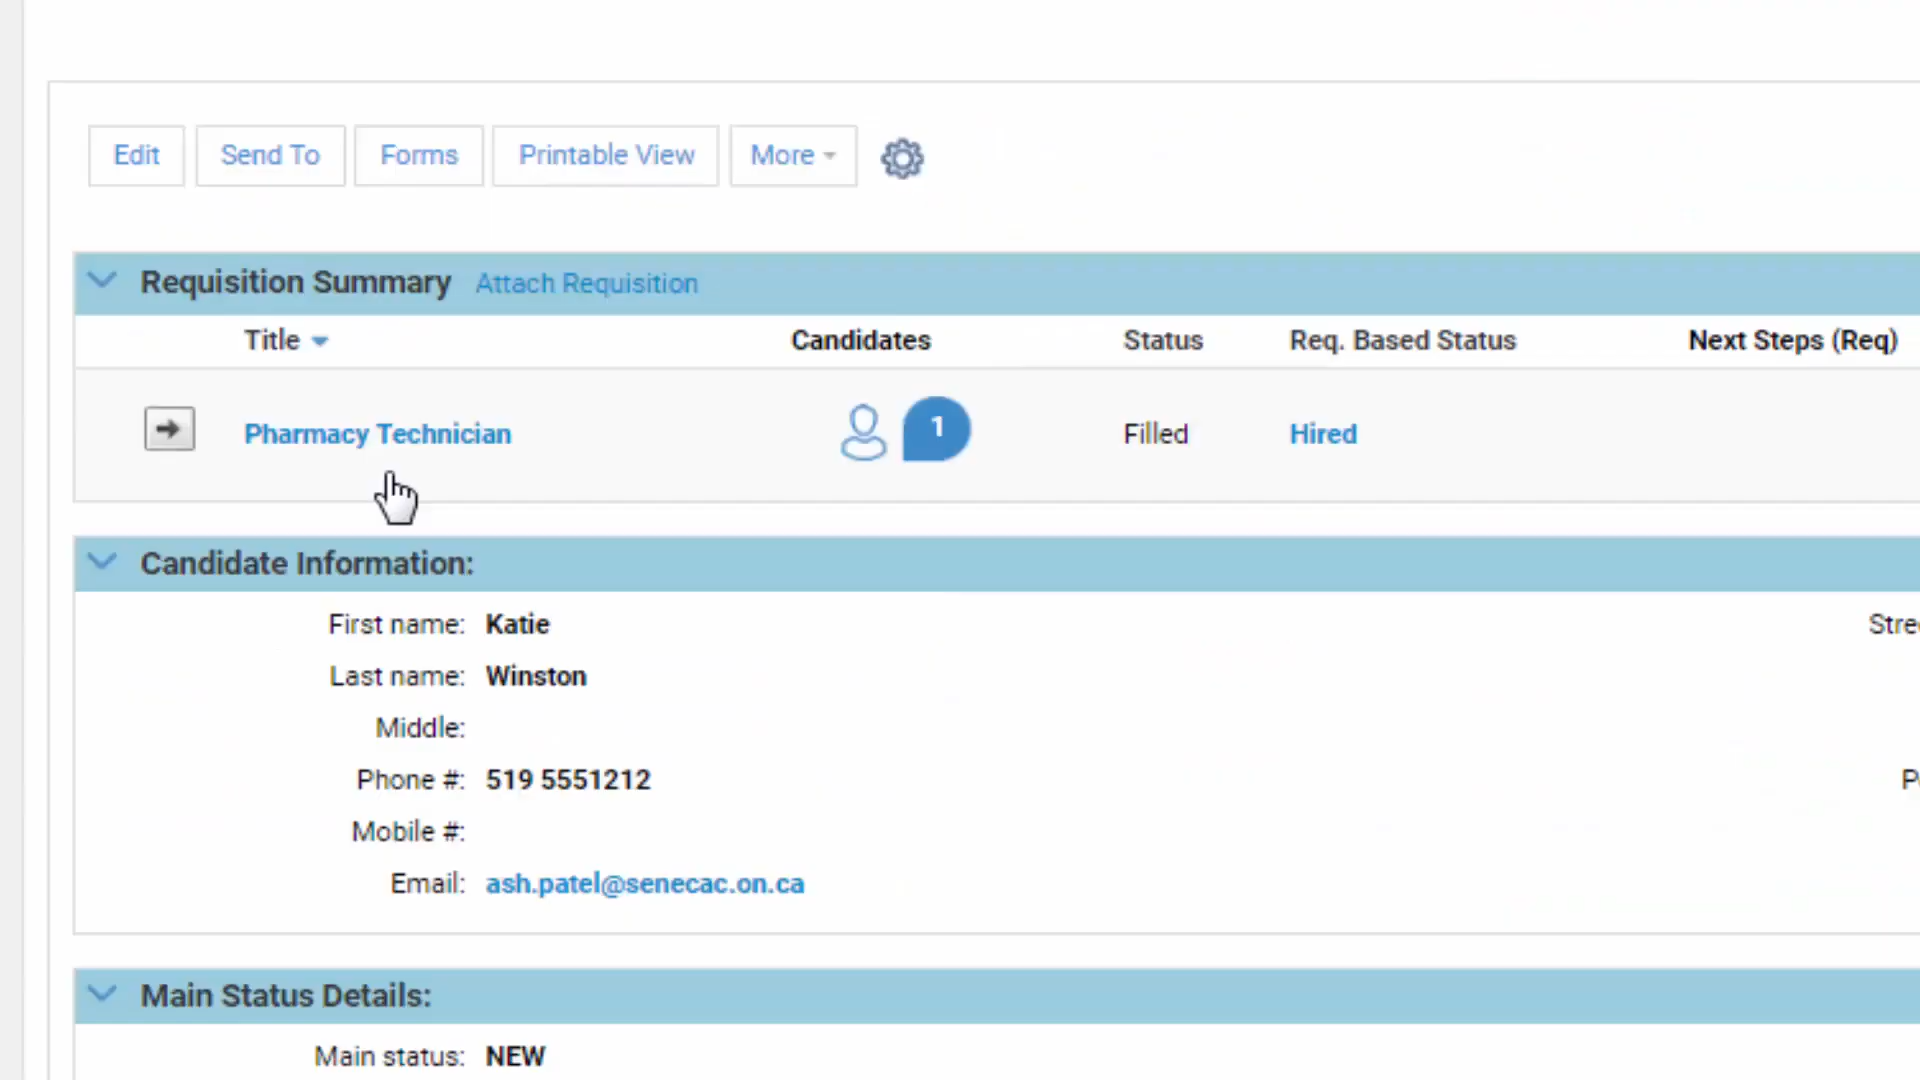 Edit Send To Forms Printable View More
Requisition Summary Attach Requisition
Title Candidates Status Req. Based Status Next Steps (Req)
Pharmacy Technician 1 Filled Hired
Candidate Information:
First name: Katie Stre
Last name: Winston
Middle:
Phone #: 519 5551212 P
Mobile #:
Email: ash.patel@senecac.on.ca
Main Status Details:
Main status: NEW